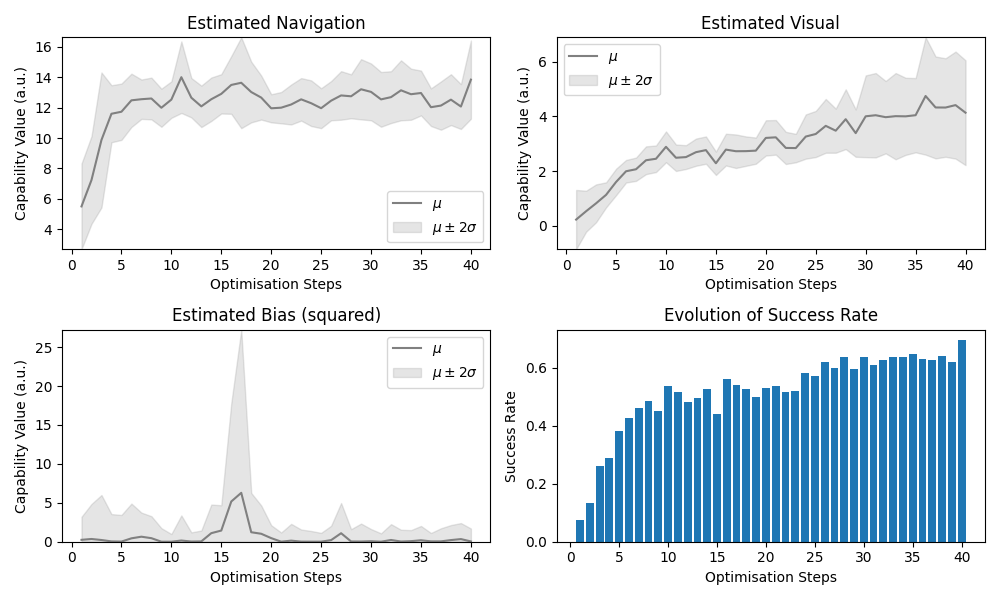 Estimated Navigation
Capability Value (a.u.)
16
14
12
10
8
6
4
μ
μ ± 2σ
0 5 10 15 20 25 30 35 40
Optimisation Steps
Estimated Visual
Capability Value (a.u.)
6
4
2
0
μ
μ ± 2σ
0 5 10 15 20 25 30 35 40
Optimisation Steps
Estimated Bias (squared)
Capability Value (a.u.)
25
20
15
10
5
0
μ
μ ± 2σ
0 5 10 15 20 25 30 35 40
Optimisation Steps
Evolution of Success Rate
Success Rate
0.6
0.4
0.2
0.0
0 5 10 15 20 25 30 35 40
Optimisation Steps